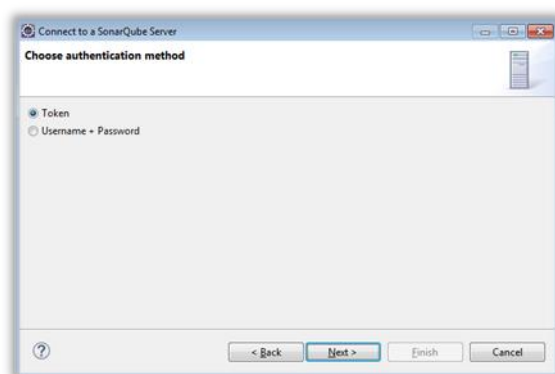 Connect to a SonarQube Server
Choose authentication method
Token
Username + Password
?
< Back
Next >
Finish
Cancel